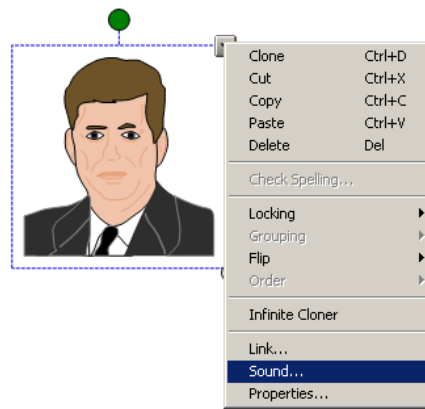 Clone Ctrl+D
Cut Ctrl+X
Copy Ctrl+C
Paste Ctrl+V
Delete Del
Check Spelling...
Locking
Grouping
Flip
Order
Infinite Cloner
Link...
Sound...
Properties...